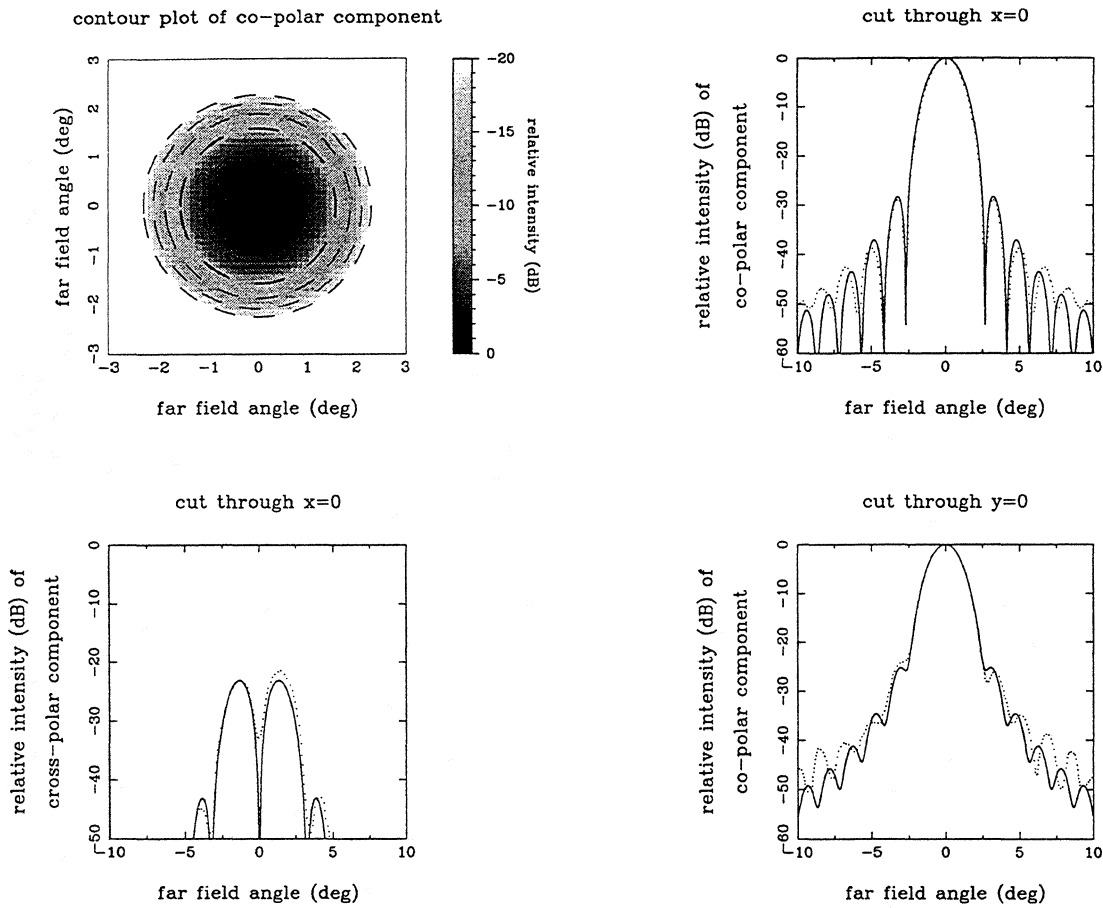 contour plot of co-polar component
far field angle (deg)
3
2
1
0
-1
-2
-3
-3 -2 -1 0 1 2 3
far field angle (deg)
-20
-15
-10
-5
0
relative intensity (dB)
cut through x=0
relative intensity (dB) of
co-polar component
0
-10
-20
-30
-40
-50
-60
-10 -5 0 5 10
far field angle (deg)
cut through x=0
relative intensity (dB) of
cross-polar component
0
-10
-20
-30
-40
-50
-10 -5 0 5 10
far field angle (deg)
cut through y=0
relative intensity (dB) of
co-polar component
0
-10
-20
-30
-40
-50
-60
-10 -5 0 5 10
far field angle (deg)